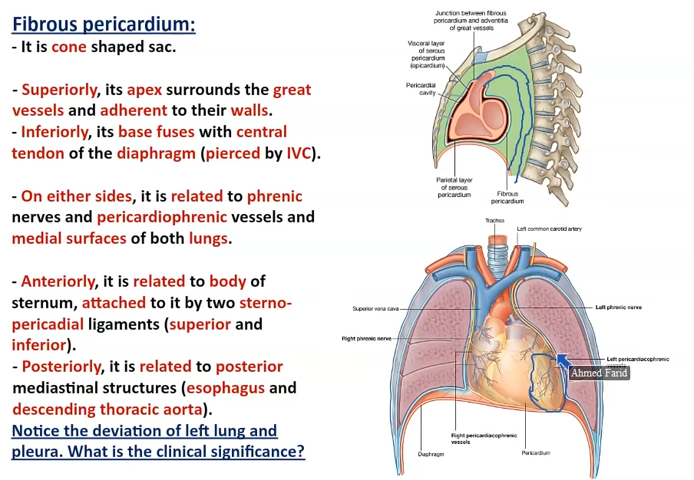 Fibrous pericardium:
- It is cone shaped sac.
- Superiorly, its apex surrounds the great
vessels and adherent to their walls.
- Inferiorly, its base fuses with central
tendon of the diaphragm (pierced by IVC).
- On either sides, it is related to phrenic
nerves and pericardiophrenic vessels and
medial surfaces of both lungs.
- Anteriorly, it is related to body of
sternum, attached to it by two sterno-
pericadial ligaments (superior and
inferior).
- Posteriorly, it is related to posterior
mediastinal structures (esophagus and
descending thoracic aorta).
Notice the deviation of left lung and
pleura. What is the clinical significance?
Junction between fibrous
pericardium and adventitia
of great vessels
Visceral layer
of serous
pericardium
(epicardium)
Pericardial
cavity
Parietal layer
of serous
pericardium
Fibrous
pericardium
Trachea
Left common carotid artery
Superior vena cava
Left phrenic nerve
Right phrenic nerve
Left pericardiacophrenic
vessels
Ahmed Farid
Right pericardiacophrenic
vessels
Diaphragm
Pericardium